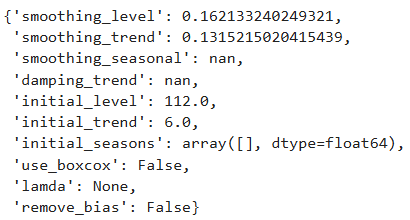 {'smoothing_level': 0.162133240249321,
'smoothing_trend': 0.1315215020415439,
'smoothing_seasonal': nan,
'damping_trend': nan,
'initial_level': 112.0,
'initial_trend': 6.0,
'initial_seasons': array([], dtype=float64),
'use_boxcox': False,
'lamda': None,
'remove_bias': False}